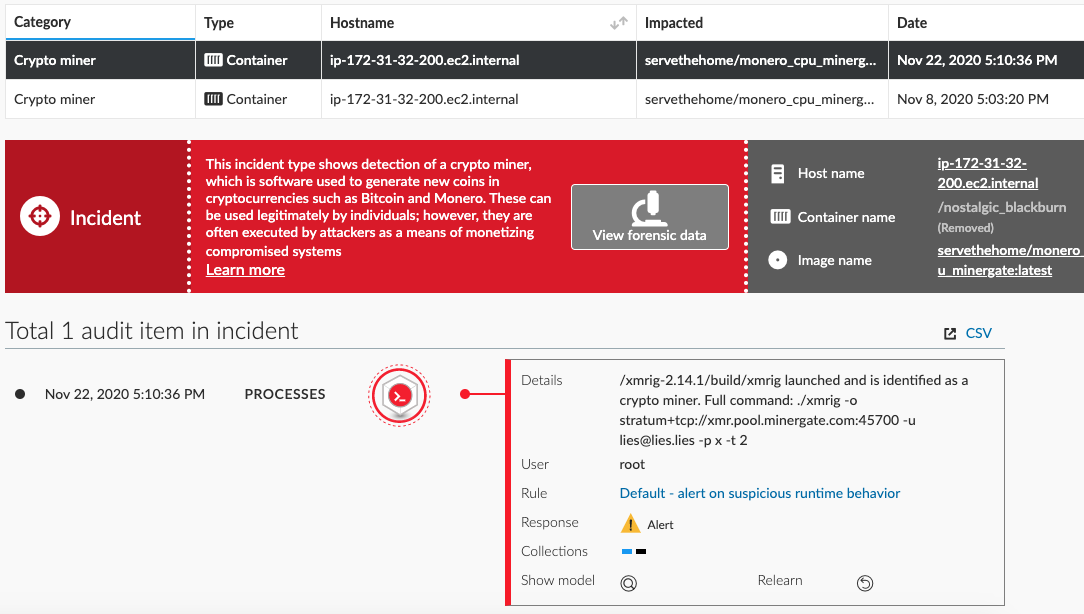 Category Type Hostname Impacted Date
Crypto miner Container ip-172-31-32-200.ec2.internal servethehome/monero_cpu_minerg... Nov 22, 2020 5:10:36 PM
Crypto miner Container ip-172-31-32-200.ec2.internal servethehome/monero_cpu_minerg... Nov 8, 2020 5:03:20 PM
Incident
This incident type shows detection of a crypto miner,
which is software used to generate new coins in
cryptocurrencies such as Bitcoin and Monero. These can
be used legitimately by individuals; however, they are
often executed by attackers as a means of monetizing
compromised systems
Learn more
View forensic data
Host name ip-172-31-32-
200.ec2.internal
Container name /nostalgic_blackburn
(Removed)
Image name servethehome/monero_
u_minergate:latest
Total 1 audit item in incident CSV
Nov 22, 2020 5:10:36 PM PROCESSES
Details /xmrig-2.14.1/build/xmrig launched and is identified as a
crypto miner. Full command: ./xmrig -o
stratum+tcp://xmr.pool.minergate.com:45700 -u
lies@lies.lies -p x -t 2
User root
Rule Default - alert on suspicious runtime behavior
Response Alert
Collections
Show model Relearn